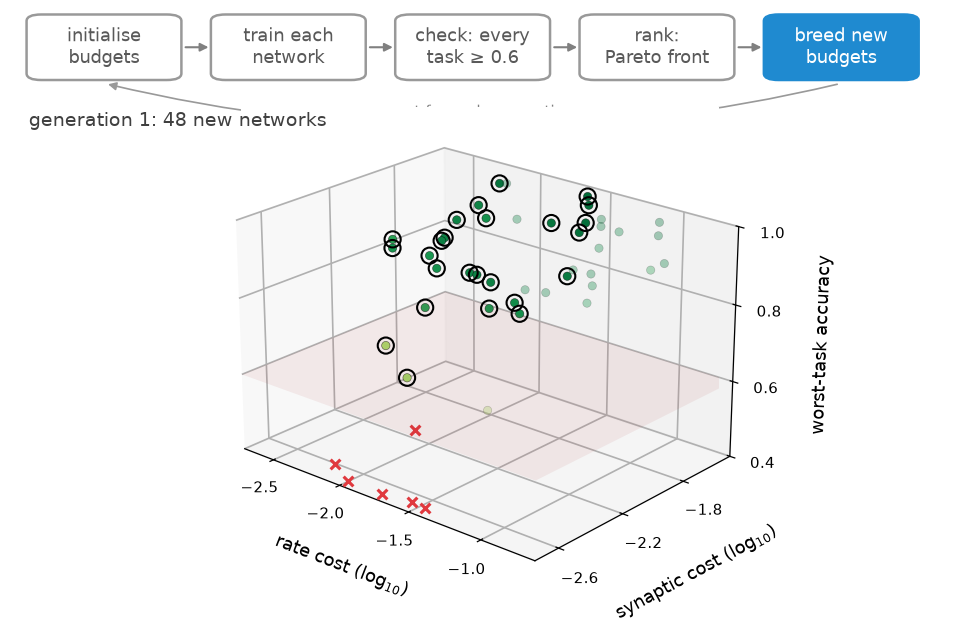 initialise
budgets
train each
network
check: every
task ≥ 0.6
rank:
Pareto front
breed new
budgets
generation 1: 48 new networks
1.0
0.8
0.6
0.4
worst-task accuracy
−2.5
−2.0
−1.5
−1.0
rate cost (log₁₀)
−2.6
−2.2
−1.8
synaptic cost (log₁₀)